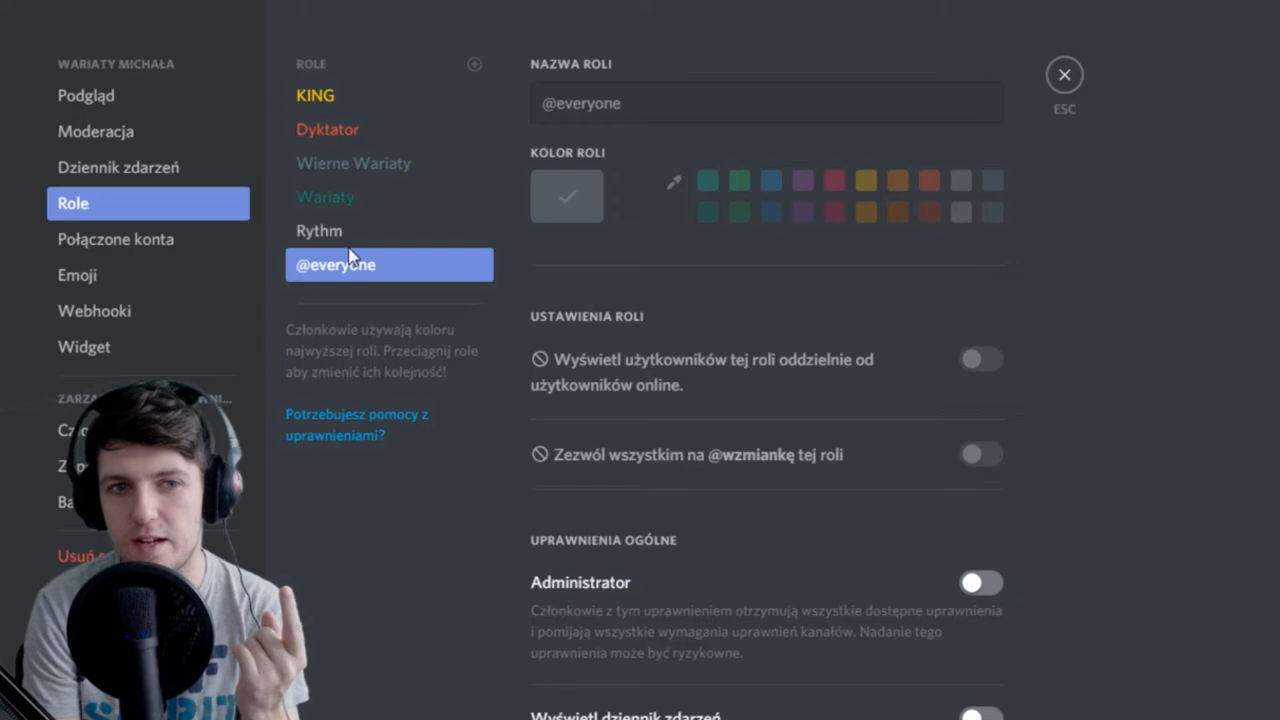 WARIATY MICHAŁA
Podgląd
Moderacja
Dziennik zdarzeń
Role
Połączone konta
Emoji
Webhooki
Widget
Usuń
ROLE
KING
Dyktator
Wierne Wariaty
Wariaty
Rythm
@everyone
Członkowie używają koloru
najwyższej roli. Przeciągnij role
aby zmienić ich kolejność!
Potrzebujesz pomocy z
uprawnieniami?
NAZWA ROLI
@everyone
KOLOR ROLI
USTAWIENIA ROLI
Wyświetl użytkowników tej roli oddzielnie od
użytkowników online.
Zezwól wszystkim na @wzmiankę tej roli
UPRAWNIENIA OGÓLNE
Administrator
Członkowie z tym uprawnieniem otrzymują wszystkie dostępne uprawnienia
i pomijają wszystkie wymagania uprawnień kanałów. Nadanie tego
uprawnienia może być ryzykowne.
Wyświetl dziennik zdarzeń
ESC